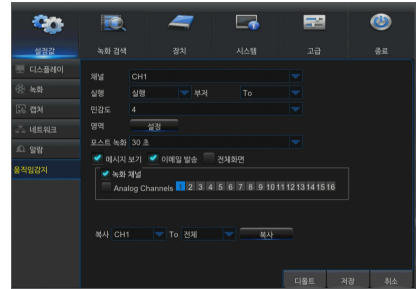 설정값 녹화 검색 장치 시스템 고급 종료
디스플레이
녹화
캡쳐
네트워크
알람
움직임감지
채널 CH1
실행 실행 부저 To
민감도 4
영역 설정
포스트 녹화 30 초
메시지 보기 이메일 발송 전체화면
녹화 채널
Analog Channels 1 2 3 4 5 6 7 8 9 10 11 12 13 14 15 16
복사 CH1 To 전체 복사
디폴트 저장 취소